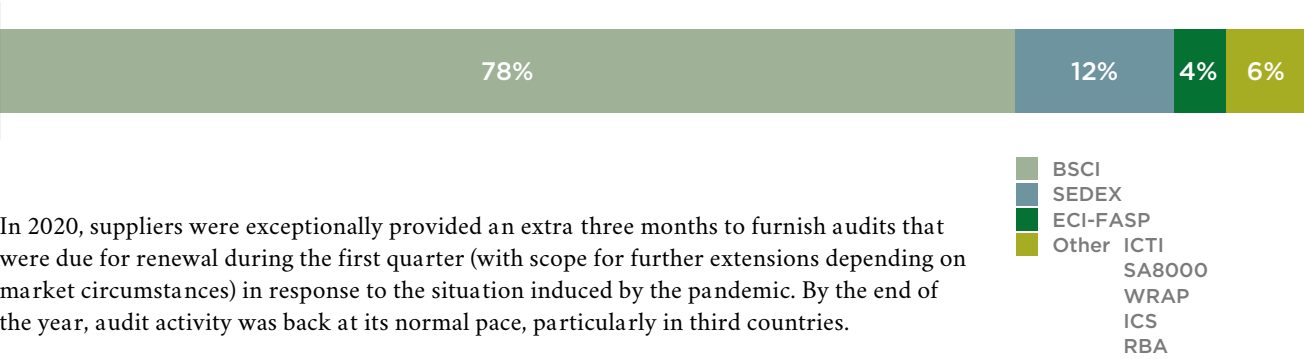 78%
12%
4%
6%
BSCI
SEDEX
ECI-FASP
Other ICTI
SA8000
WRAP
ICS
RBA
In 2020, suppliers were exceptionally provided an extra three months to furnish audits that
were due for renewal during the first quarter (with scope for further extensions depending on
market circumstances) in response to the situation induced by the pandemic. By the end of
the year, audit activity was back at its normal pace, particularly in third countries.